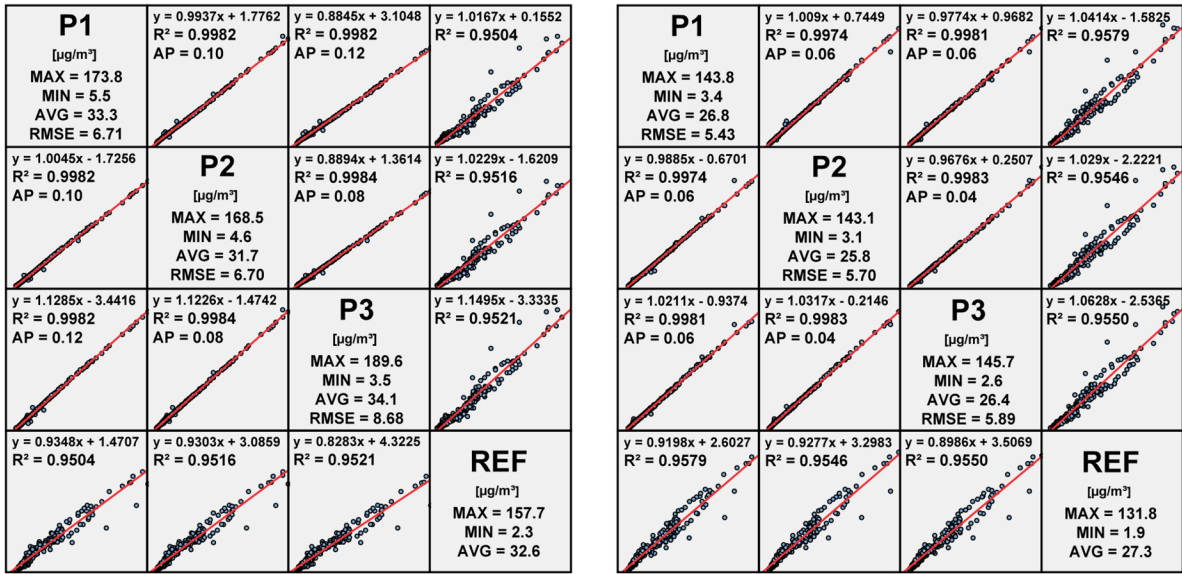 P1
[µg/m³]
MAX = 173.8
MIN = 5.5
AVG = 33.3
RMSE = 6.71
y = 0.9937x + 1.7762
R² = 0.9982
AP = 0.10
y = 0.8845x + 3.1048
R² = 0.9982
AP = 0.12
y = 1.0167x + 0.1552
R² = 0.9504
y = 1.0045x - 1.7256
R² = 0.9982
AP = 0.10
P2
[µg/m³]
MAX = 168.5
MIN = 4.6
AVG = 31.7
RMSE = 6.70
y = 0.8894x + 1.3614
R² = 0.9984
AP = 0.08
y = 1.0229x - 1.6209
R² = 0.9516
y = 1.1285x - 3.4416
R² = 0.9982
AP = 0.12
y = 1.1226x - 1.4742
R² = 0.9984
AP = 0.08
P3
[µg/m³]
MAX = 189.6
MIN = 3.5
AVG = 34.1
RMSE = 8.68
y = 1.1495x - 3.3335
R² = 0.9521
y = 0.9348x + 1.4707
R² = 0.9504
y = 0.9303x + 3.0859
R² = 0.9516
y = 0.8283x + 4.3225
R² = 0.9521
REF
[µg/m³]
MAX = 157.7
MIN = 2.3
AVG = 32.6
P1
[µg/m³]
MAX = 143.8
MIN = 3.4
AVG = 26.8
RMSE = 5.43
y = 1.009x + 0.7449
R² = 0.9974
AP = 0.06
y = 0.9774x + 0.9682
R² = 0.9981
AP = 0.06
y = 1.0414x - 1.5825
R² = 0.9579
y = 0.9885x - 0.6701
R² = 0.9974
AP = 0.06
P2
[µg/m³]
MAX = 143.1
MIN = 3.1
AVG = 25.8
RMSE = 5.70
y = 0.9676x + 0.2507
R² = 0.9983
AP = 0.04
y = 1.029x - 2.2221
R² = 0.9546
y = 1.0211x - 0.9374
R² = 0.9981
AP = 0.06
y = 1.0317x - 0.2146
R² = 0.9983
AP = 0.04
P3
[µg/m³]
MAX = 145.7
MIN = 2.6
AVG = 26.4
RMSE = 5.89
y = 1.0628x - 2.5365
R² = 0.9550
y = 0.9198x + 2.6027
R² = 0.9579
y = 0.9277x + 3.2983
R² = 0.9546
y = 0.8986x + 3.5069
R² = 0.9550
REF
[µg/m³]
MAX = 131.8
MIN = 1.9
AVG = 27.3